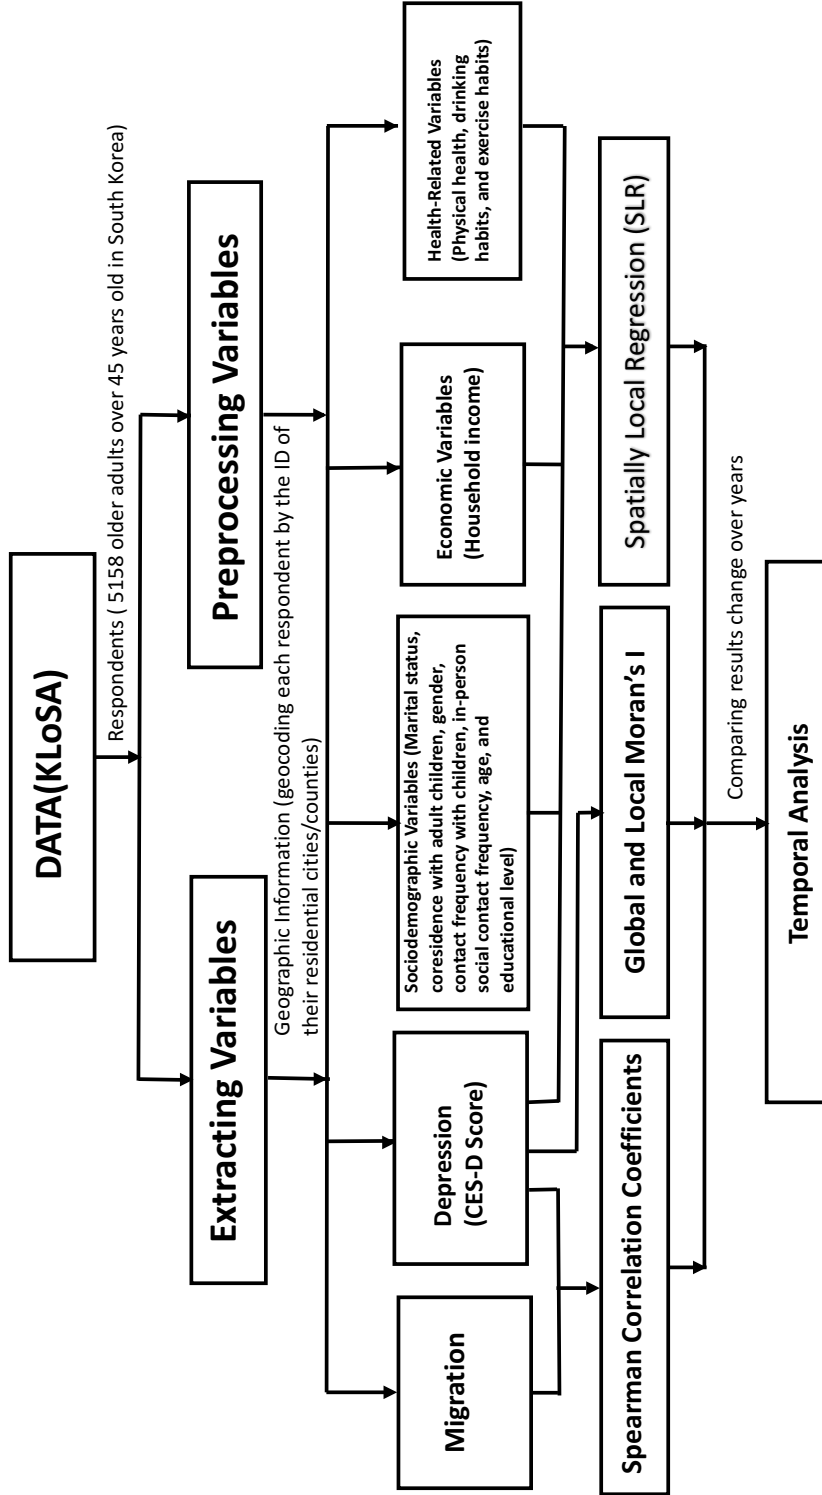 DATA(KLoSA)
Respondents ( 5158 older adults over 45 years old in South Korea)
Extracting Variables
Preprocessing Variables
Geographic Information (geocoding each respondent by the ID of
their residential cities/counties)
Migration
Depression
(CES-D Score)
Sociodemographic Variables (Marital status,
coresidence with adult children, gender,
contact frequency with children, in-person
social contact frequency, age, and
educational level)
Economic Variables
(Household income)
Health-Related Variables
(Physical health, drinking
habits, and exercise habits)
Spearman Correlation Coefficients
Global and Local Moran’s I
Spatially Local Regression (SLR)
Comparing results change over years
Temporal Analysis